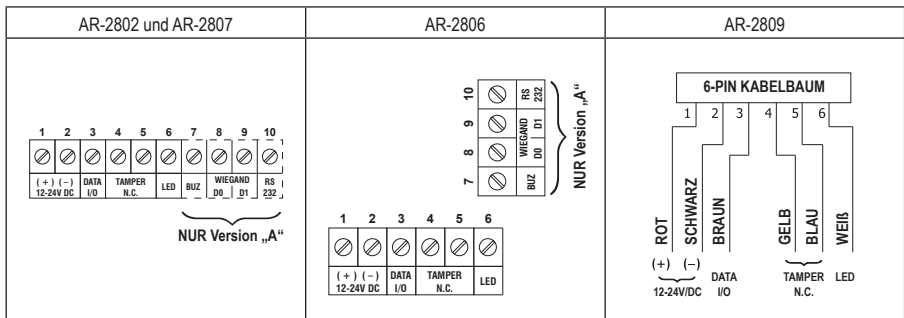 AR-2802 und AR-2807
1 2 3 4 5 6 7 8 9 10
( + ) ( – ) DATA TAMPER LED BUZ WIEGAND RS
12-24V DC I/O N.C. D0 D1 232
NUR Version „A“
AR-2806
10 RS 232
9 WIEGAND D1
8 D0
7 BUZ
NUR Version „A“
1 2 3 4 5 6
( + ) ( – ) DATA TAMPER LED
12-24V DC I/O N.C.
AR-2809
6-PIN KABELBAUM
1 2 3 4 5 6
ROT SCHWARZ BRAUN GELB BLAU WEIß
(+) (–) DATA TAMPER LED
12-24V/DC I/O N.C.